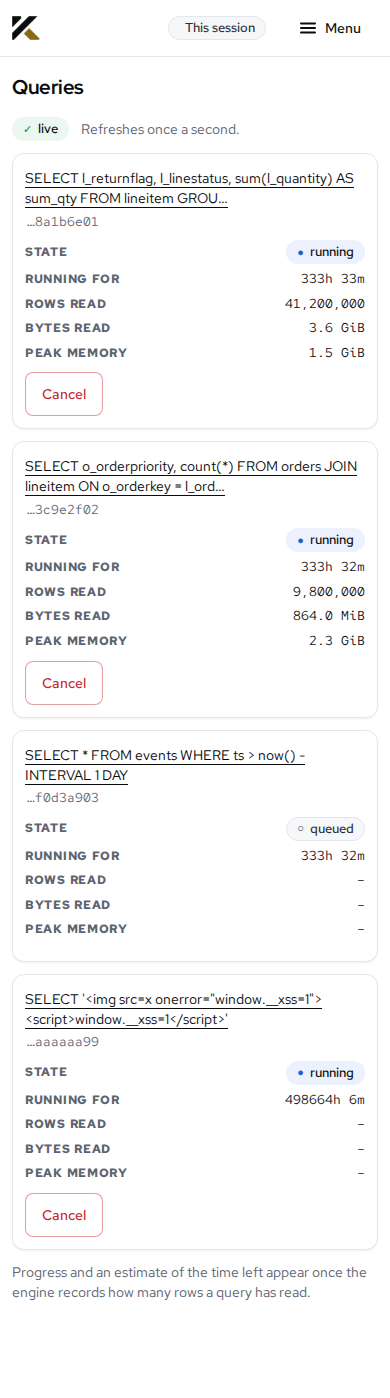 This session
Menu
Queries
✓ live
Refreshes once a second.
SELECT l_returnflag, l_linestatus, sum(l_quantity) AS
sum_qty FROM lineitem GROU…
…8a1b6e01
STATE
● running
RUNNING FOR
333h 33m
ROWS READ
41,200,000
BYTES READ
3.6 GiB
PEAK MEMORY
1.5 GiB
Cancel
SELECT o_orderpriority, count(*) FROM orders JOIN
lineitem ON o_orderkey = l_ord…
…3c9e2f02
STATE
● running
RUNNING FOR
333h 32m
ROWS READ
9,800,000
BYTES READ
864.0 MiB
PEAK MEMORY
2.3 GiB
Cancel
SELECT * FROM events WHERE ts > now() -
INTERVAL 1 DAY
…f0d3a903
STATE
○ queued
RUNNING FOR
333h 32m
ROWS READ
–
BYTES READ
–
PEAK MEMORY
–
SELECT '<img src=x onerror="window.__xss=1">
<script>window.__xss=1</script>'
…aaaaaa99
STATE
● running
RUNNING FOR
498664h 6m
ROWS READ
–
BYTES READ
–
PEAK MEMORY
–
Cancel
Progress and an estimate of the time left appear once the
engine records how many rows a query has read.